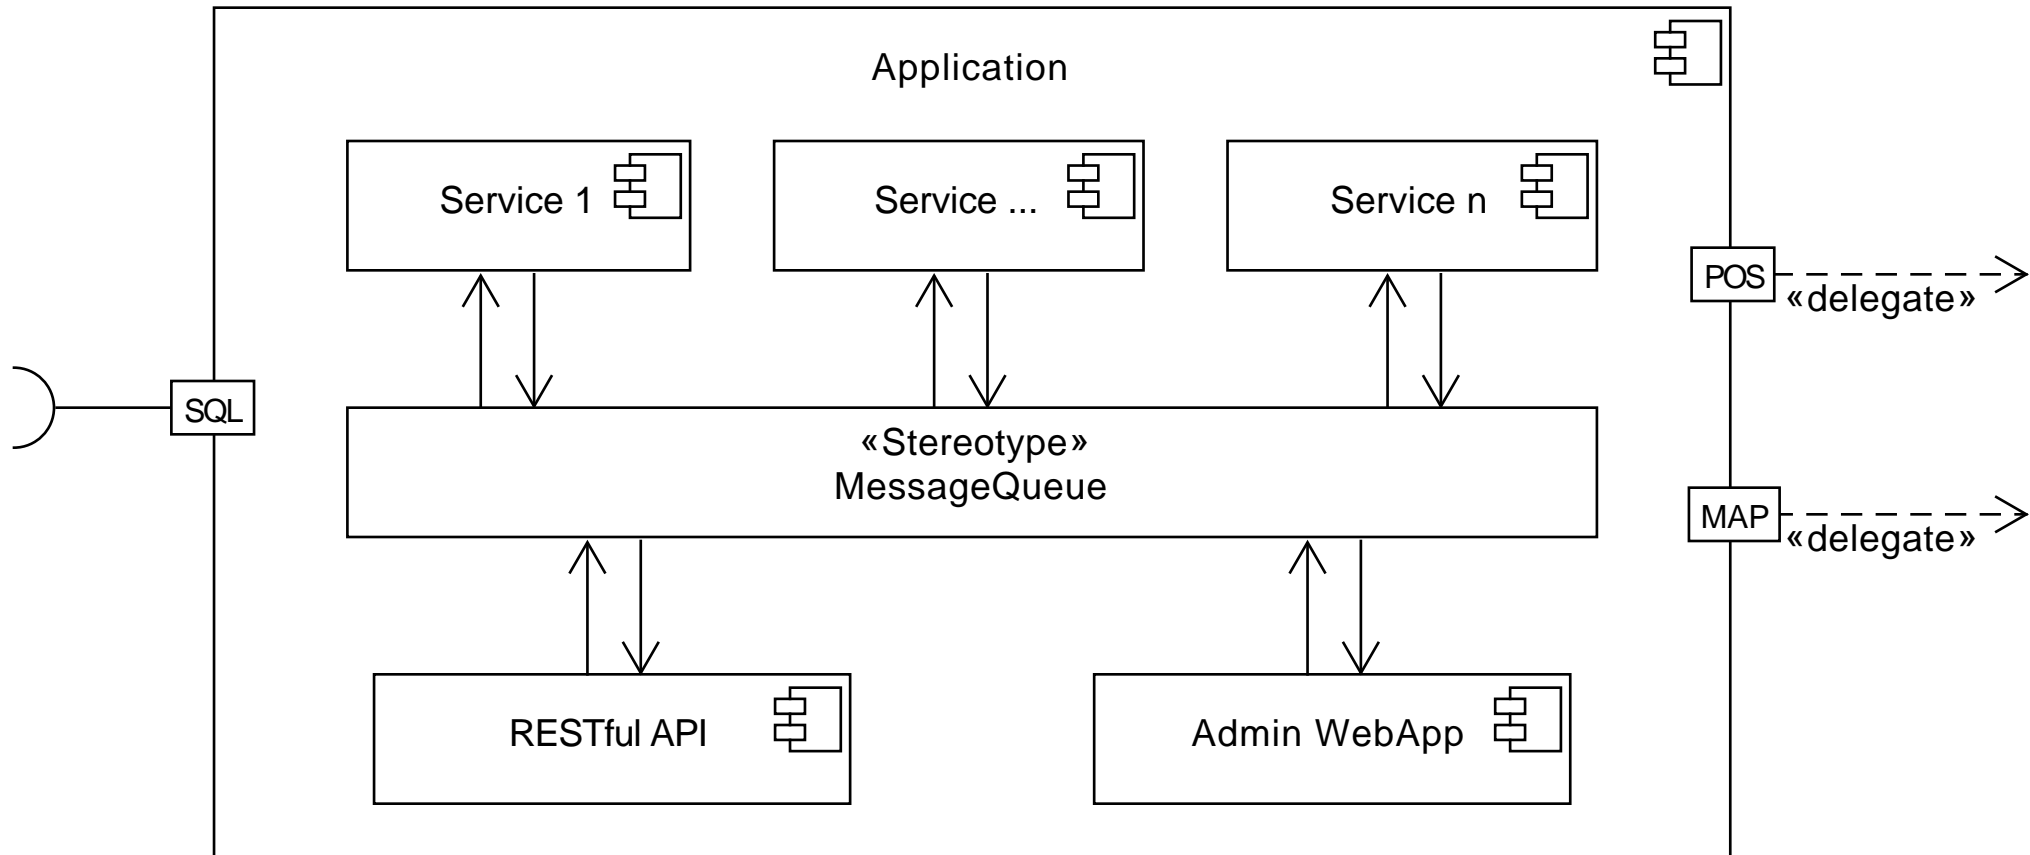 Application
Service 1
Service ...
Service n
POS
«delegate»
SQL
«Stereotype»
MessageQueue
MAP
«delegate»
RESTful API
Admin WebApp